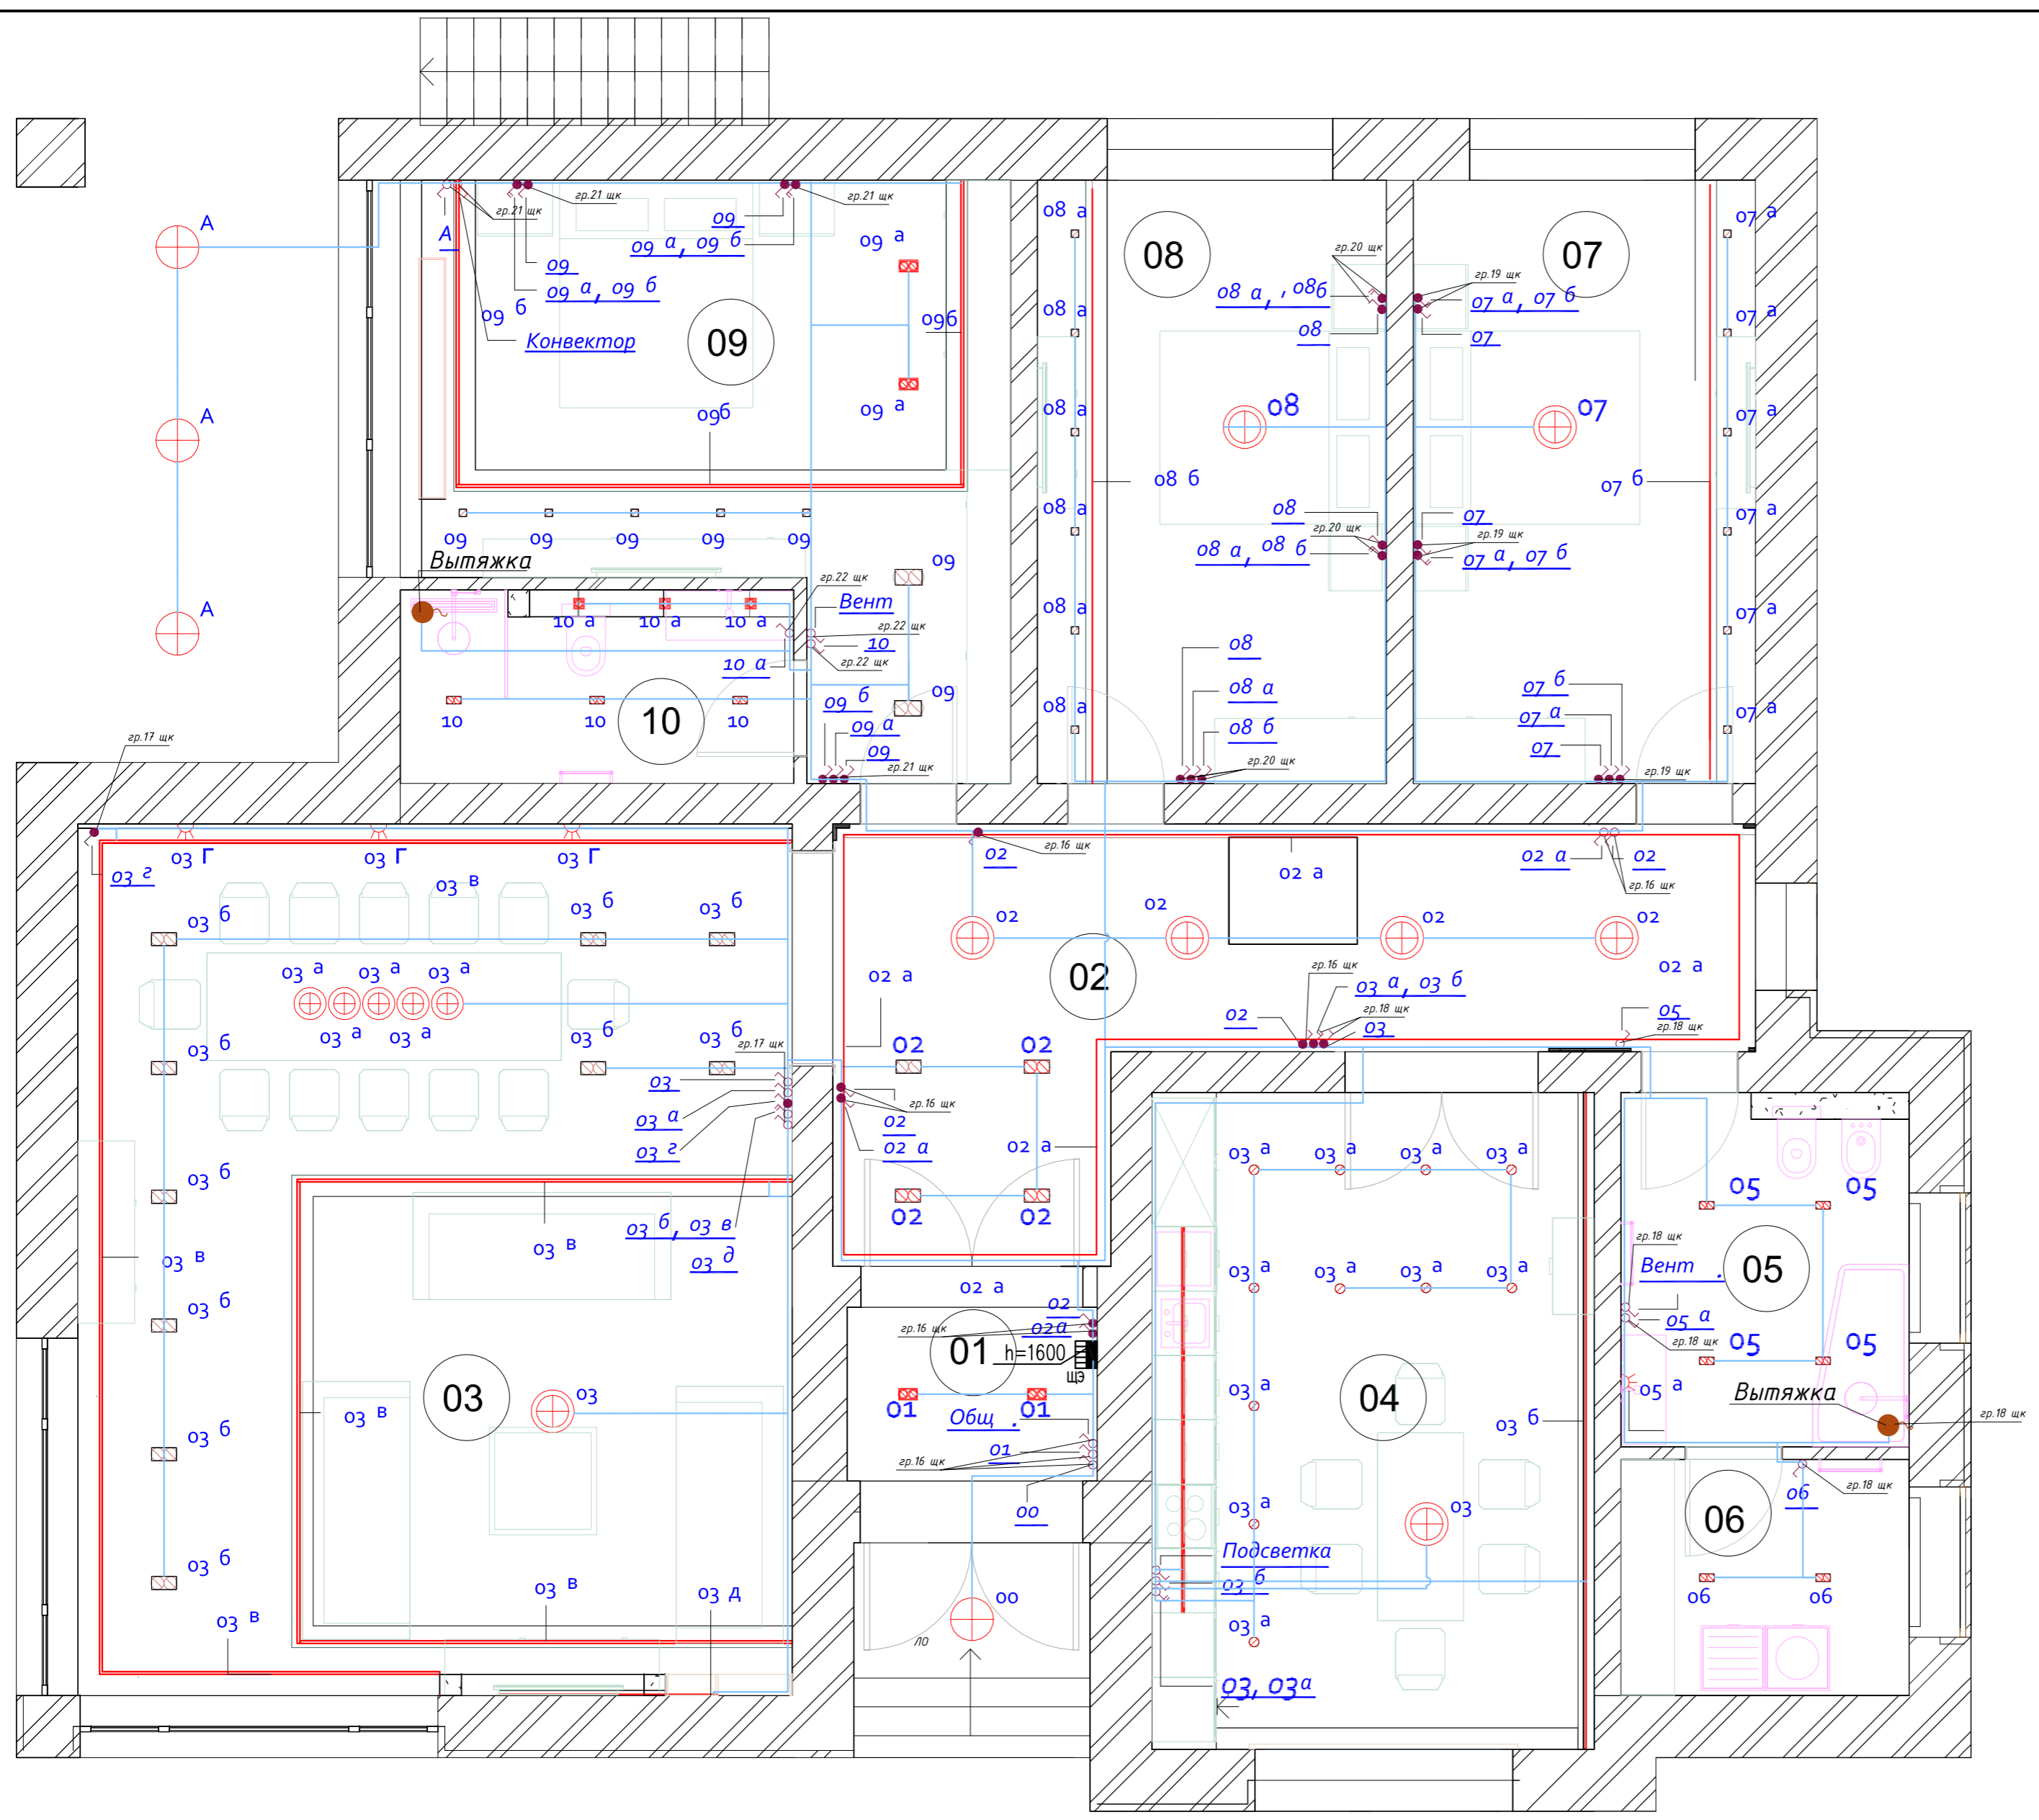 А
гр.21 щк
гр.21 щк
гр.21 щк
А
09
09 а, 09 б
09
09 а, 09 б
09 а
09 б
Конвектор
09
09б
09б
09 а
А
09
09
09
09
09
Вытяжка
А
10 а
10 а
10 а
гр.22 щк
Вент
гр.22 щк
10
гр.22 щк
10 а
09
09
10
10
10
10
09 б
09 а
09
гр.21 щк
08 а
08
гр.20 щк
08 а, , 08б
08
08 а
08 а
08
08 б
08 а
08
гр.20 щк
08 а, 08 б
08 а
08
08 а
08 б
08 а
гр.20 щк
07
07 а
гр.19 щк
07 а, 07 б
07
07 а
07
07 а
07 б
07 а
07
гр.19 щк
07 а, 07 б
07 а
07 б
07 а
07
07 а
гр.19 щк
гр.17 щк
03 г
03 Г
03 Г
03 Г
03 в
03 б
03 б
03 б
03 а
03 а
03 а
03 а
03 а
03 б
03 б
03 б
гр.17 щк
03
03 а
03 г
03 б
03 б, 03 в
03 д
03 в
03 в
03 б
03
03 в
03
03 б
03 б
03 в
03 д
03 в
02
гр.16 щк
02 а
02 а
02
гр.16 щк
02
02
02
02
02 а
02
02 а
гр.16 щк
03 а, 03 б
гр.18 щк
02
03
05
гр.18 щк
02
02
гр.16 щк
02
02 а
02 а
02
02
02 а
02
02а
гр.16 щк
01
h=1600
ЩЭ
01
01
Общ .
01
гр.16 щк
00
00
ЛО
03 а
03 а
03 а
03 а
03 а
03 а
03 а
03 а
03 а
04
03 б
03 а
03
Подсветка
03 б
03 а
03, 03а
05
05
гр.18 щк
Вент .
05
05 а
гр.18 щк
05
05
05 а
Вытяжка
гр.18 щк
гр.18 щк
06
06
06
06